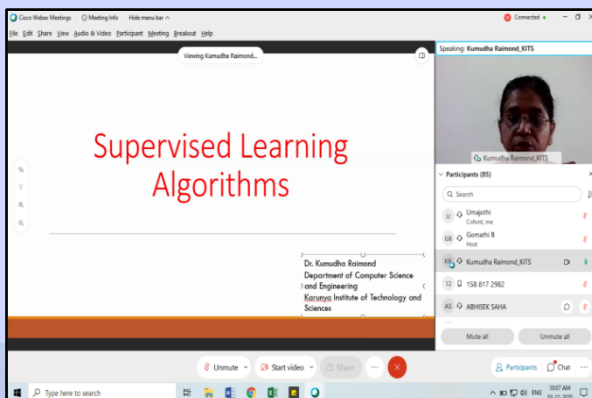 Cisco Webex Meetings
Meeting Info
Hide menu bar
Connected
File Edit Share View Audio & Video Participant Meeting Breakout Help
Viewing Kumudha Raimond...
Speaking: Kumudha Raimond_KITS
Supervised Learning
Algorithms
Dr. Kumudha Raimond
Department of Computer Science
and Engineering
Karunya Institute of Technology and
Sciences
Kumudha Raimond_KITS
Participants (85)
Search
U Umajothi
Cohost, me
GB Gomathi B
Host
Kumudha Raimond_KITS
12 158 817 2982
AS ABHISEK SAHA
Mute all Unmute all
Unmute Start video Share
Participants Chat
Type here to search
ENG
10:07 AM